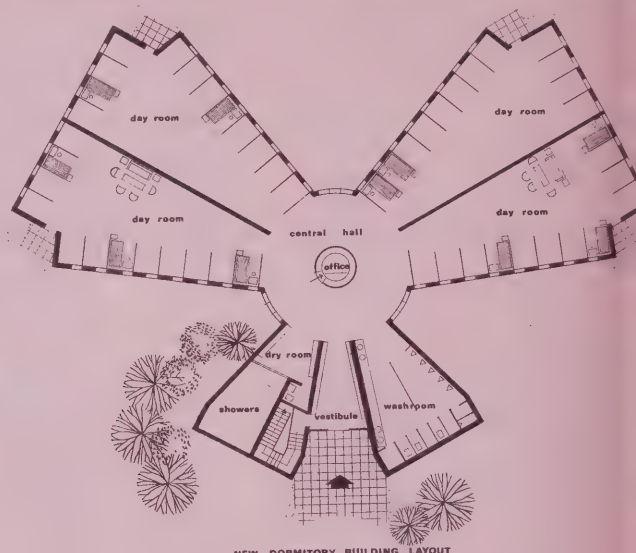 day room
day room
day room
day room
central hall
office
dry room
showers
vestibule
washroom
NEW DORMITORY BUILDING LAYOUT